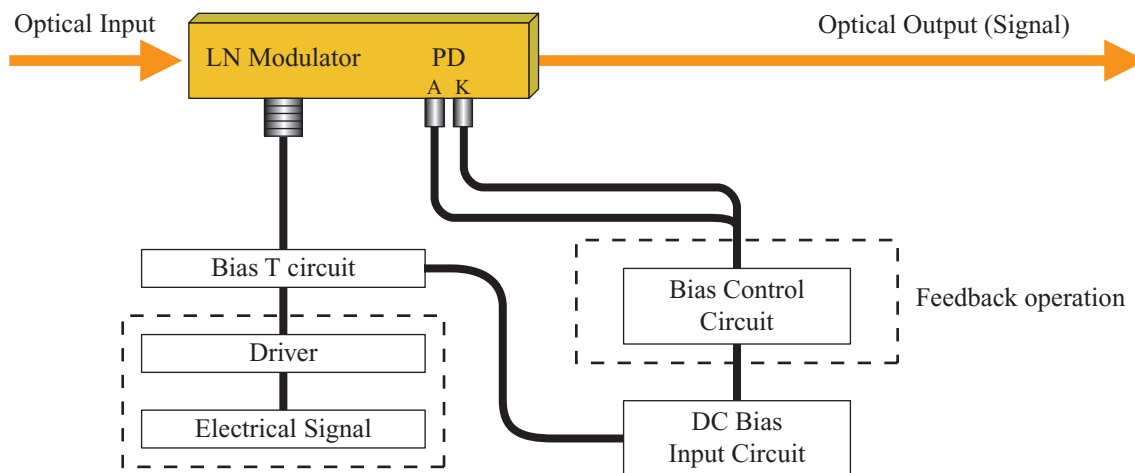 Optical Input
Optical Output (Signal)
LN Modulator
PD
A
K
Bias T circuit
Driver
Electrical Signal
Bias Control
Circuit
Feedback operation
DC Bias
Input Circuit